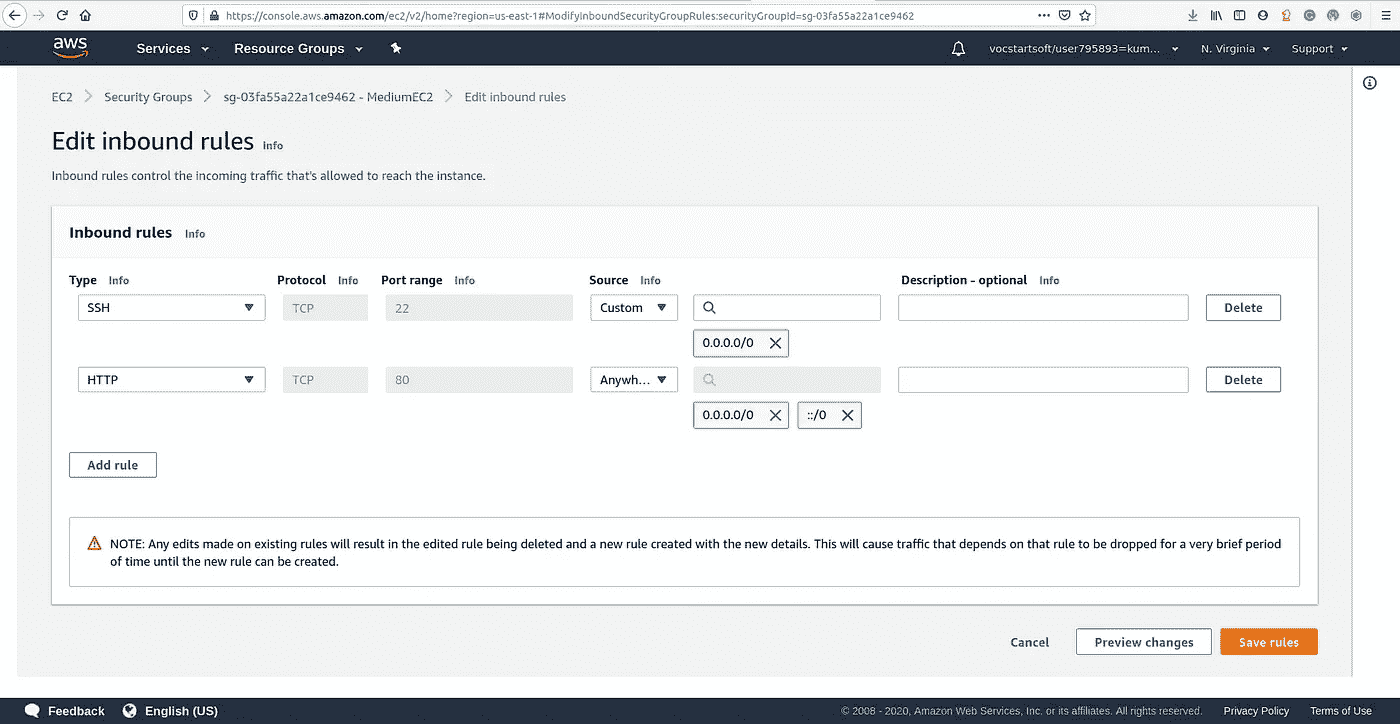 https://console.aws.amazon.com/ec2/v2/home?region=us-east-1#ModifyInboundSecurityGroupRules:securityGroupId=sg-03fa55a22a1ce9462
aws Services Resource Groups vocstartsoft/user795893=kum... N. Virginia Support
EC2 Security Groups sg-03fa55a22a1ce9462 - MediumEC2 Edit inbound rules
Edit inbound rules Info
Inbound rules control the incoming traffic that's allowed to reach the instance.
Inbound rules Info
Type Info Protocol Info Port range Info Source Info Description - optional Info
SSH TCP 22 Custom Delete
0.0.0.0/0
HTTP TCP 80 Anywh... Delete
0.0.0.0/0 ::/0
Add rule
NOTE: Any edits made on existing rules will result in the edited rule being deleted and a new rule created with the new details. This will cause traffic that depends on that rule to be dropped for a very brief period
of time until the new rule can be created.
Cancel Preview changes Save rules
Feedback English (US) © 2008 - 2020, Amazon Web Services, Inc. or its affiliates. All rights reserved. Privacy Policy Terms of Use